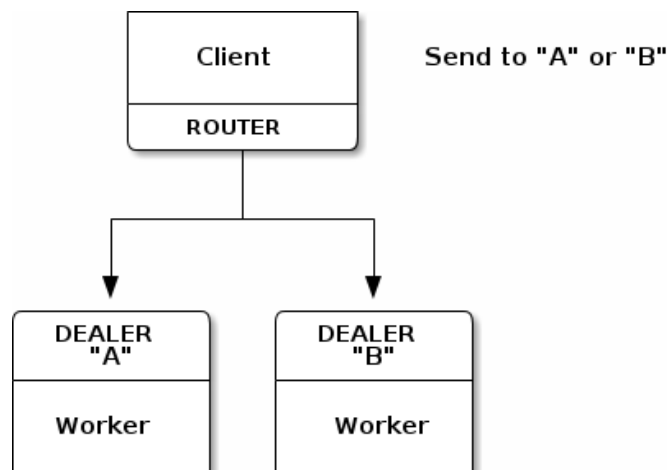 Client
Send to "A" or "B"
ROUTER
DEALER
"A"
DEALER
"B"
Worker
Worker